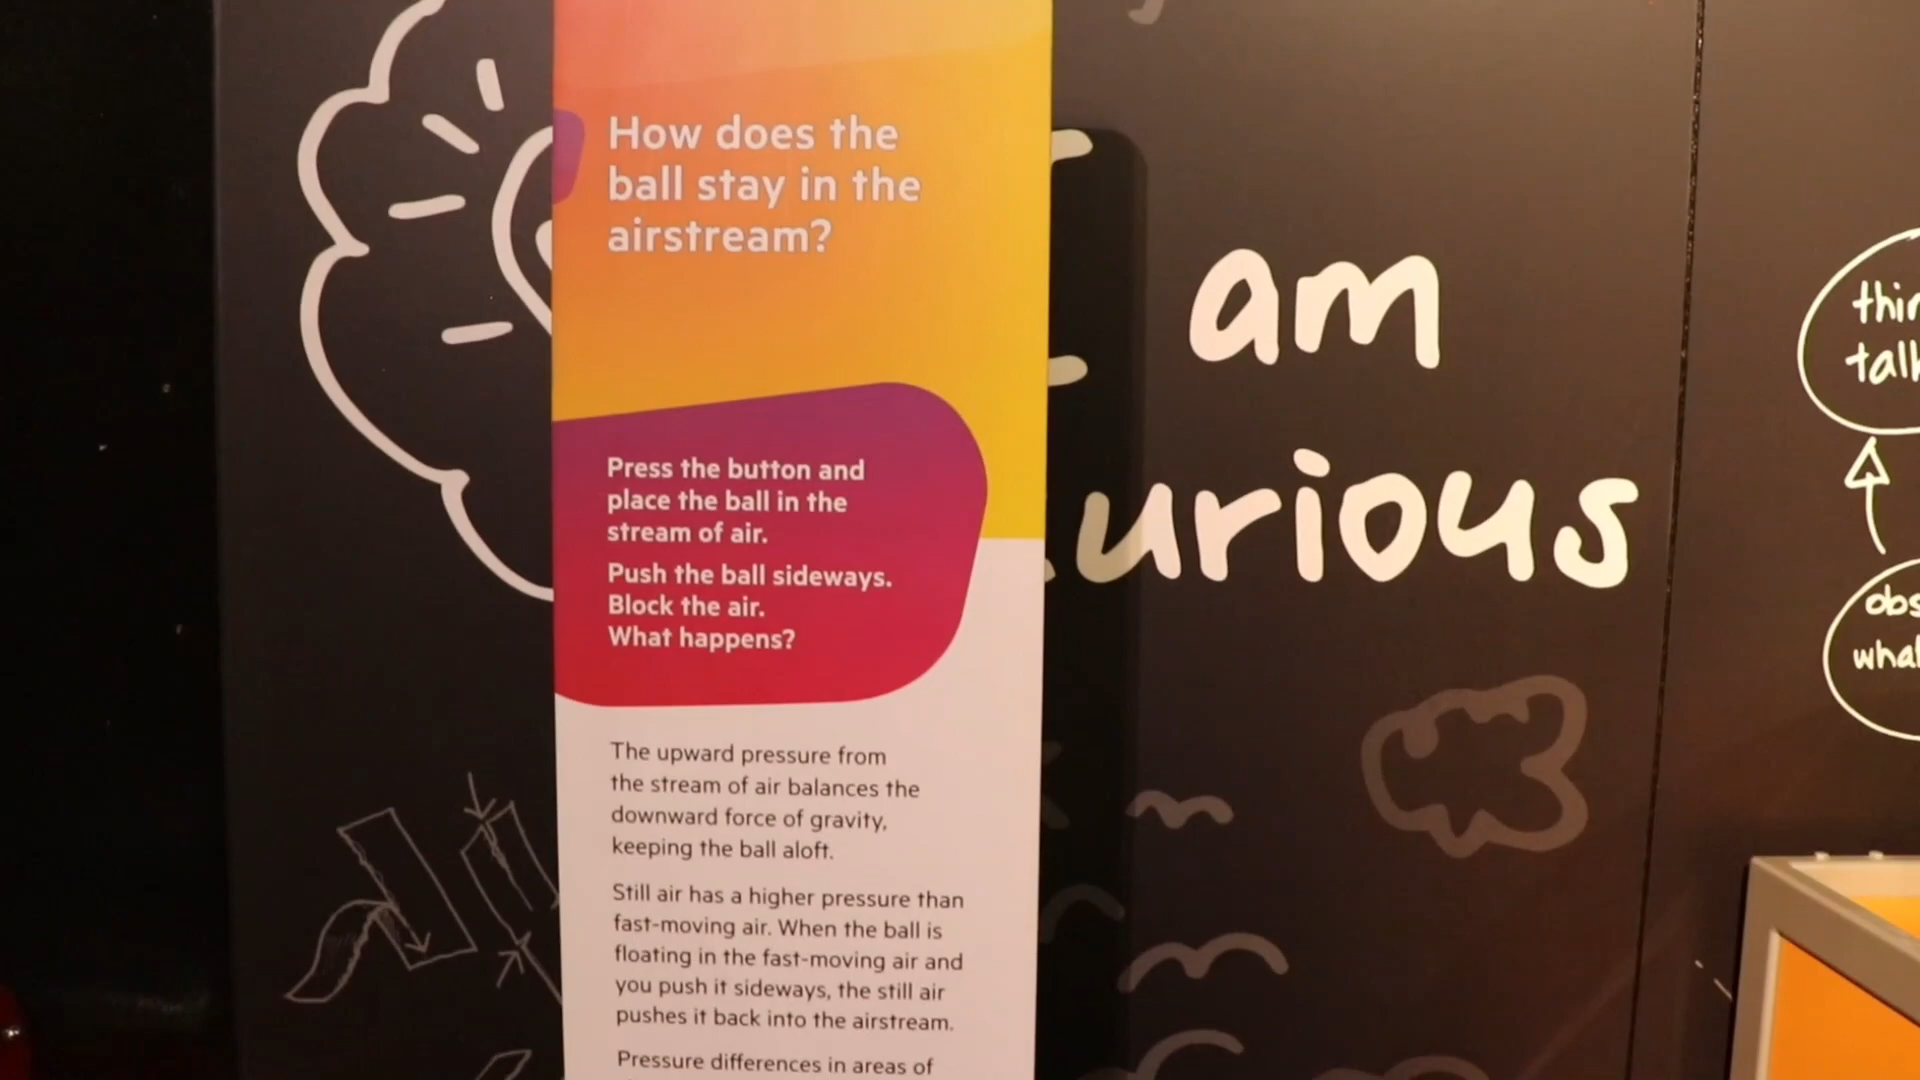 How does the
ball stay in the
airstream?
Press the button and
place the ball in the
stream of air.
Push the ball sideways.
Block the air.
What happens?
The upward pressure from
the stream of air balances the
downward force of gravity,
keeping the ball aloft.
Still air has a higher pressure than
fast-moving air. When the ball is
floating in the fast-moving air and
you push it sideways, the still air
pushes it back into the airstream.
Pressure differences in areas of
am
urious